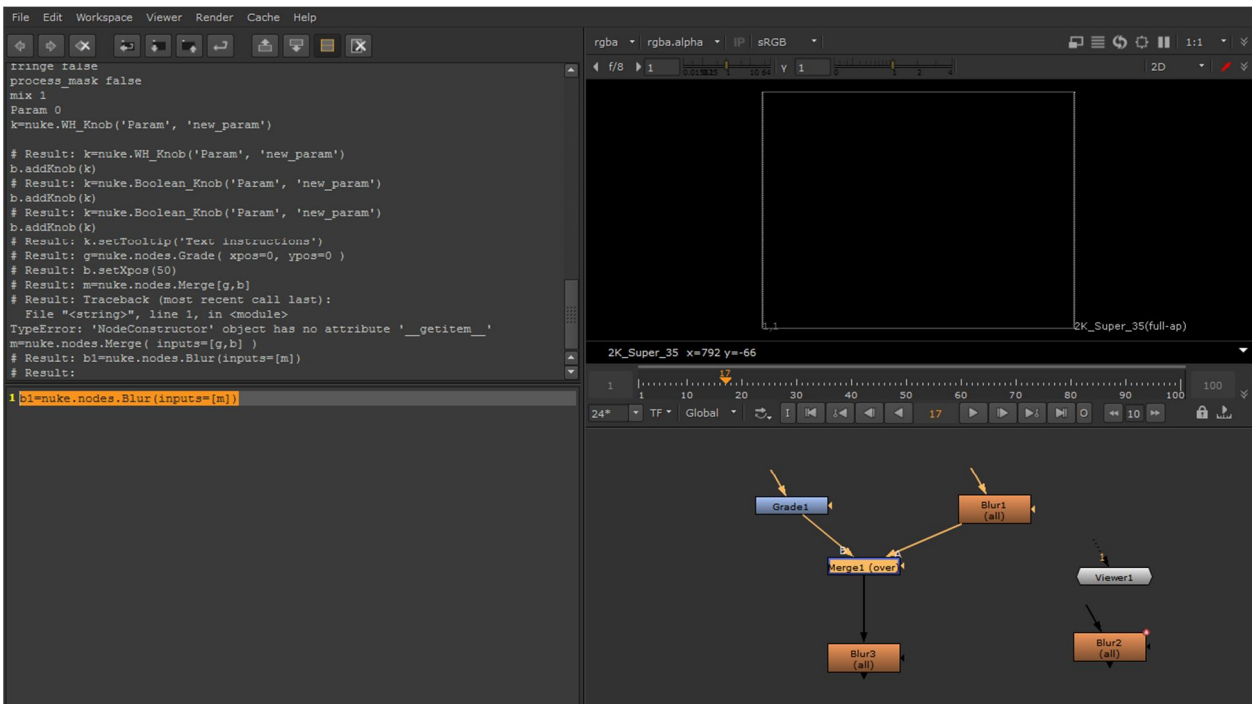 File Edit Workspace Viewer Render Cache Help
fringe false
process_mask false
mix 1
Param 0
k=nuke.WH_Knob('Param', 'new_param')
# Result: k=nuke.WH_Knob('Param', 'new_param')
b.addKnob(k)
# Result: k=nuke.Boolean_Knob('Param', 'new_param')
b.addKnob(k)
# Result: k=nuke.Boolean_Knob('Param', 'new_param')
b.addKnob(k)
# Result: k.setTooltip('Text instructions')
# Result: g=nuke.nodes.Grade( xpos=0, ypos=0 )
# Result: b.setXpos(50)
# Result: m=nuke.nodes.Merge[g,b]
# Result: Traceback (most recent call last):
File "<string>", line 1, in <module>
TypeError: 'NodeConstructor' object has no attribute '__getitem__'
m=nuke.nodes.Merge( inputs=[g,b] )
# Result: b1=nuke.nodes.Blur(inputs=[m])
# Result:
1 b1=nuke.nodes.Blur(inputs=[m])
rgba rgba.alpha IP sRGB 1:1
f/8 1 Y 1 0 1 2 4 2D
1,1 2K_Super_35(full-ap)
2K_Super_35 x=792 y=-66
17
1 100
1 10 20 30 40 50 60 70 80 90 100
24* TF Global I 17 O 10
Grade1
Blur1
(all)
B A
Merge1 (over)
1
Viewer1
Blur3
(all)
Blur2
(all)